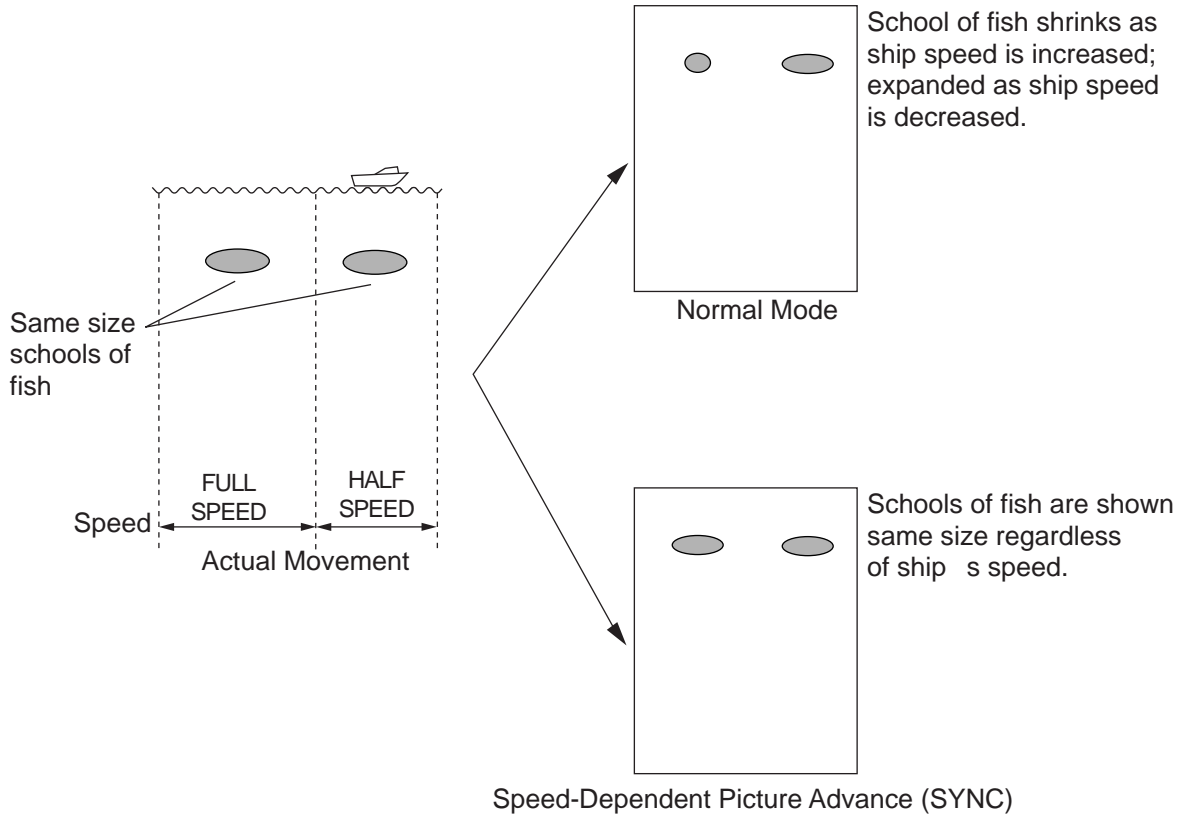 School of fish shrinks as
ship speed is increased;
expanded as ship speed
is decreased.
Normal Mode
Same size
schools of
fish
FULL
SPEED
HALF
SPEED
Speed
Actual Movement
Schools of fish are shown
same size regardless
of ship s speed.
Speed-Dependent Picture Advance (SYNC)